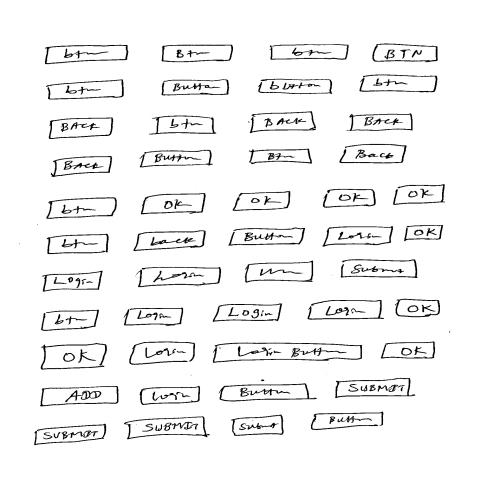 btn Btn btn BTN
btn Button button btn
BACK btn BACK BACK
BACK Button Btn Back
btn OK OK OK OK
btn back Button Login OK
Login Login Submit
btn Login Login Login OK
OK Login Login Button OK
ADD Login Button SUBMIT
SUBMIT SUBMIT Submit Button